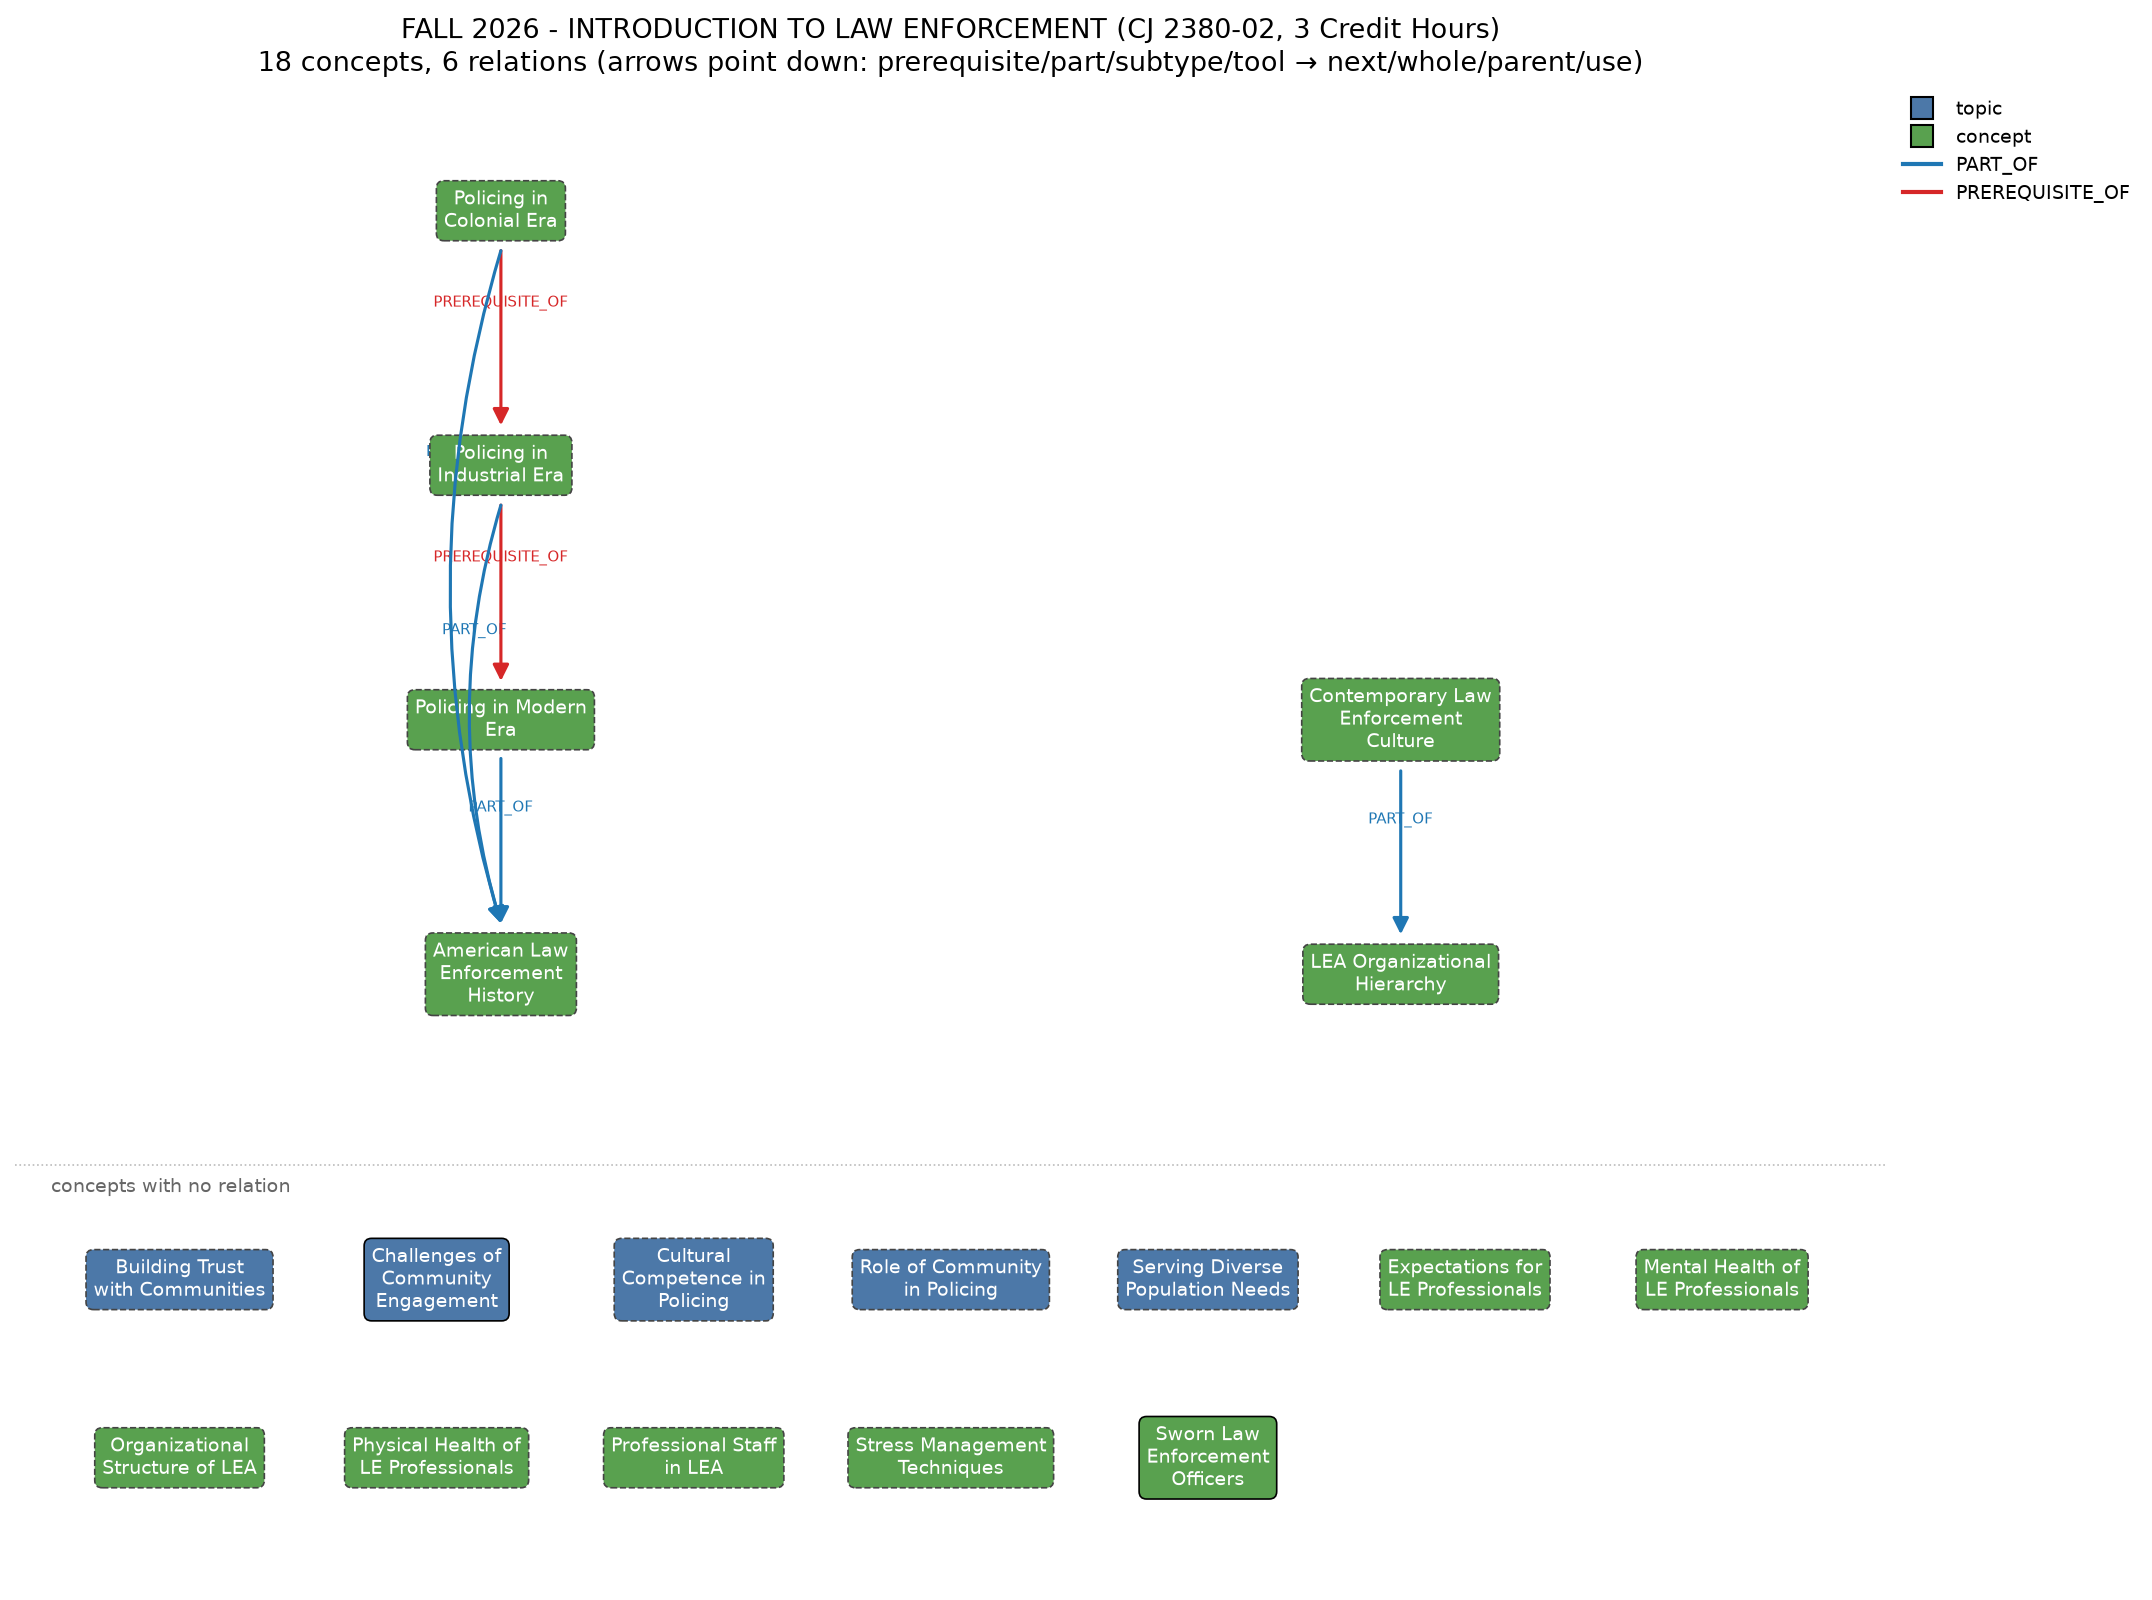 FALL 2026 - INTRODUCTION TO LAW ENFORCEMENT (CJ 2380-02, 3 Credit Hours)
18 concepts, 6 relations (arrows point down: prerequisite/part/subtype/tool → next/whole/parent/use)
topic
concept
PART_OF
PREREQUISITE_OF
Policing in
Colonial Era
PREREQUISITE_OF
Policing in
Industrial Era
PREREQUISITE_OF
PART_OF
Policing in Modern
Era
PART_OF
American Law
Enforcement
History
Contemporary Law
Enforcement
Culture
PART_OF
LEA Organizational
Hierarchy
concepts with no relation
Building Trust
with Communities
Challenges of
Community
Engagement
Cultural
Competence in
Policing
Role of Community
in Policing
Serving Diverse
Population Needs
Expectations for
LE Professionals
Mental Health of
LE Professionals
Organizational
Structure of LEA
Physical Health of
LE Professionals
Professional Staff
in LEA
Stress Management
Techniques
Sworn Law
Enforcement
Officers